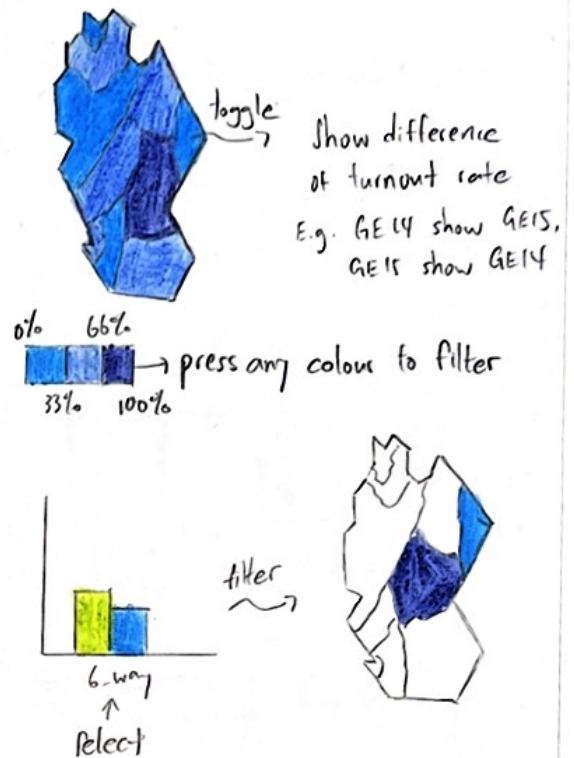 toggle
Show difference
of turnout rate
E.g. GE14 show GE15,
GE15 show GE14
0% 66%
press any colour to filter
33% 100%
filter
6-way
Select